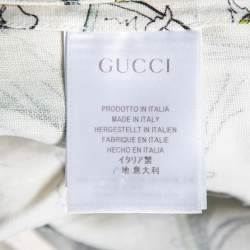 GUCCI
PRODOTTO IN ITALIA
MADE IN ITALY
HERGESTELLT IN ITALIEN
FABRIQUE EN ITALIE
HECHO EN ITALIA
イタリア製
地:意大利